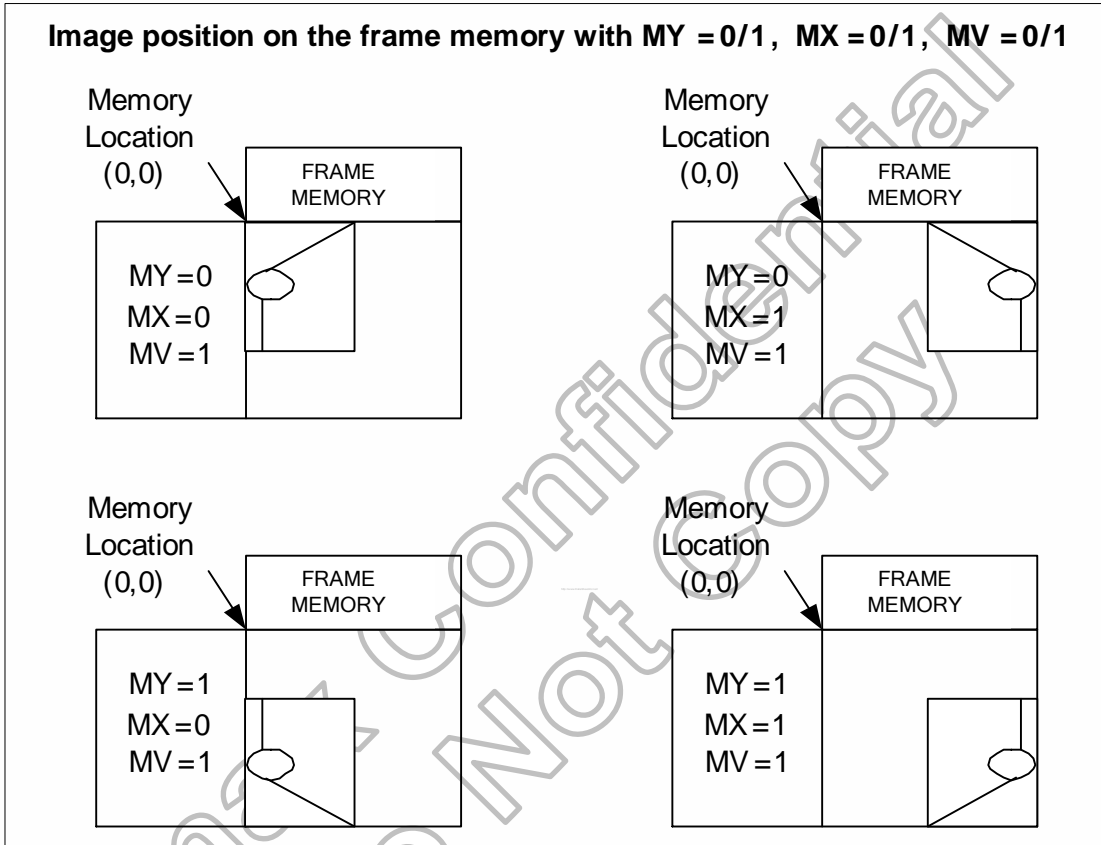 Image position on the frame memory with MY =0/1, MX =0/1, MV =0/1
Memory
Location
(0,0)
FRAME
MEMORY
MY=0
MX=0
MV=1
Memory
Location
(0,0)
FRAME
MEMORY
MY=0
MX=1
MV=1
Memory
Location
(0,0)
FRAME
MEMORY
MY=1
MX=0
MV=1
Memory
Location
(0,0)
FRAME
MEMORY
MY=1
MX=1
MV=1
Confidential
Not Copy